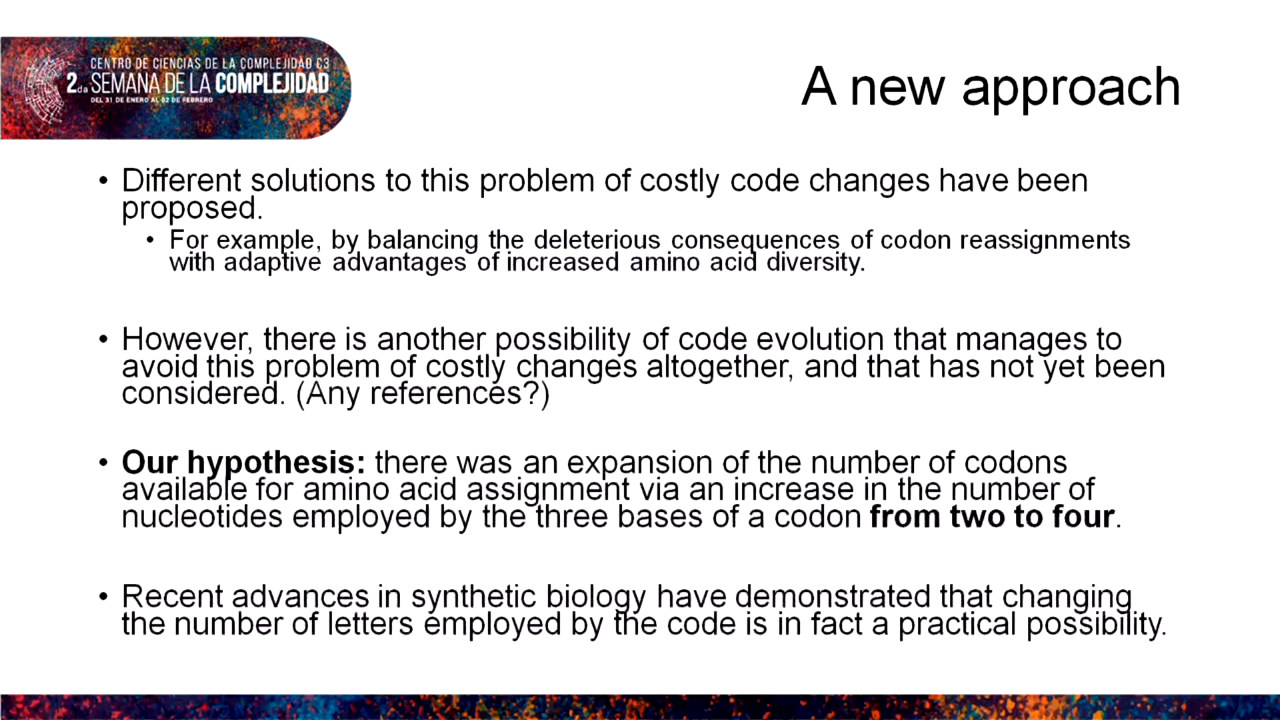 CENTRO DE CIENCIAS DE LA COMPLEJIDAD C3
2.da SEMANA DE LA COMPLEJIDAD
DEL 31 DE ENERO AL 02 DE FEBRERO
A new approach
• Different solutions to this problem of costly code changes have been
proposed.
• For example, by balancing the deleterious consequences of codon reassignments
with adaptive advantages of increased amino acid diversity.
• However, there is another possibility of code evolution that manages to
avoid this problem of costly changes altogether, and that has not yet been
considered. (Any references?)
• Our hypothesis: there was an expansion of the number of codons
available for amino acid assignment via an increase in the number of
nucleotides employed by the three bases of a codon from two to four.
• Recent advances in synthetic biology have demonstrated that changing
the number of letters employed by the code is in fact a practical possibility.